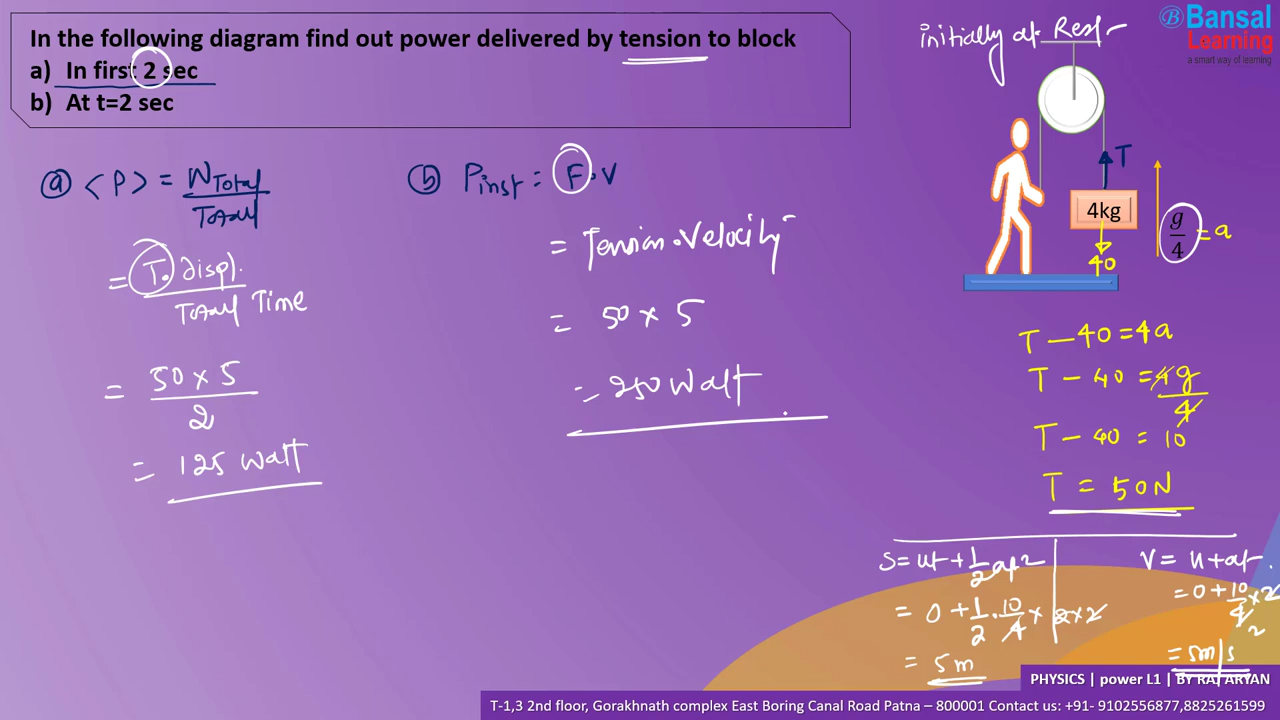 In the following diagram find out power delivered by tension to block
a) In first 2 sec
b) At t=2 sec
initially at Rest
Bansal
Learning
a smart way of learning
T
4kg
40
g/4 = a
ⓐ <P> = WTotal / Total
= T. displ. / Total Time
= 50 × 5 / 2
= 125 watt
ⓑ Pinst = F.V
= Tension.Velocity
= 50 × 5
= 250 Watt
T – 40 = 4a
T – 40 = 4g/4
T – 40 = 10
T = 50N
S = ut + 1/2 at2
= 0 + 1/2 . 10/4 × 2 × 2
= 5m
V = u + at
= 0 + 10/4 × 2
2
= 5m/s
PHYSICS | power L1 | BY RAJ ARYAN
T-1,3 2nd floor, Gorakhnath complex East Boring Canal Road Patna – 800001 Contact us: +91- 9102556877,8825261599